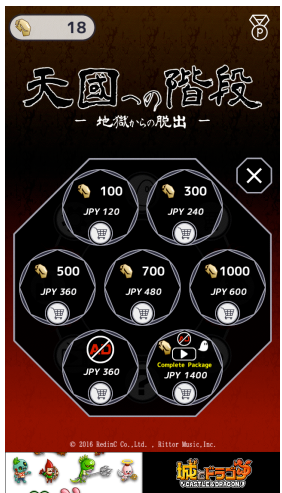 18
P
天國への階段
― 地獄からの脱出 ―
100
JPY 120
300
JPY 240
500
JPY 360
700
JPY 480
1000
JPY 600
AD
JPY 360
Complete Package
JPY 1400
© 2016 RedimC Co.,Ltd. , Rittor Music,Inc.
城とドラゴン
CASTLE & DRAGON